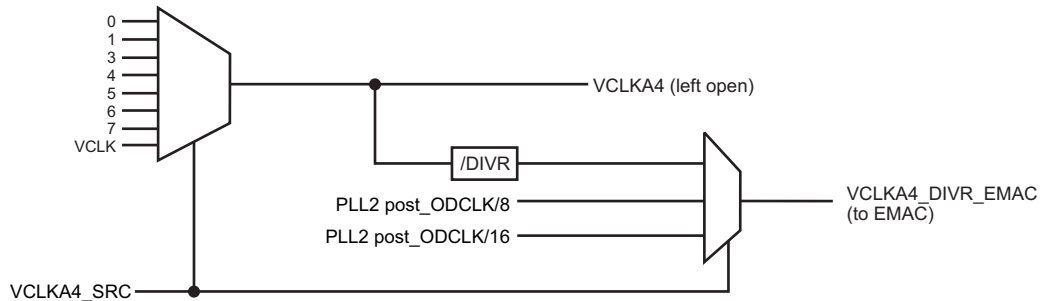 0
1
3
4
5
6
7
VCLK
VCLKA4 (left open)
/DIVR
PLL2 post_ODCLK/8
PLL2 post_ODCLK/16
VCLKA4_DIVR_EMAC
(to EMAC)
VCLKA4_SRC